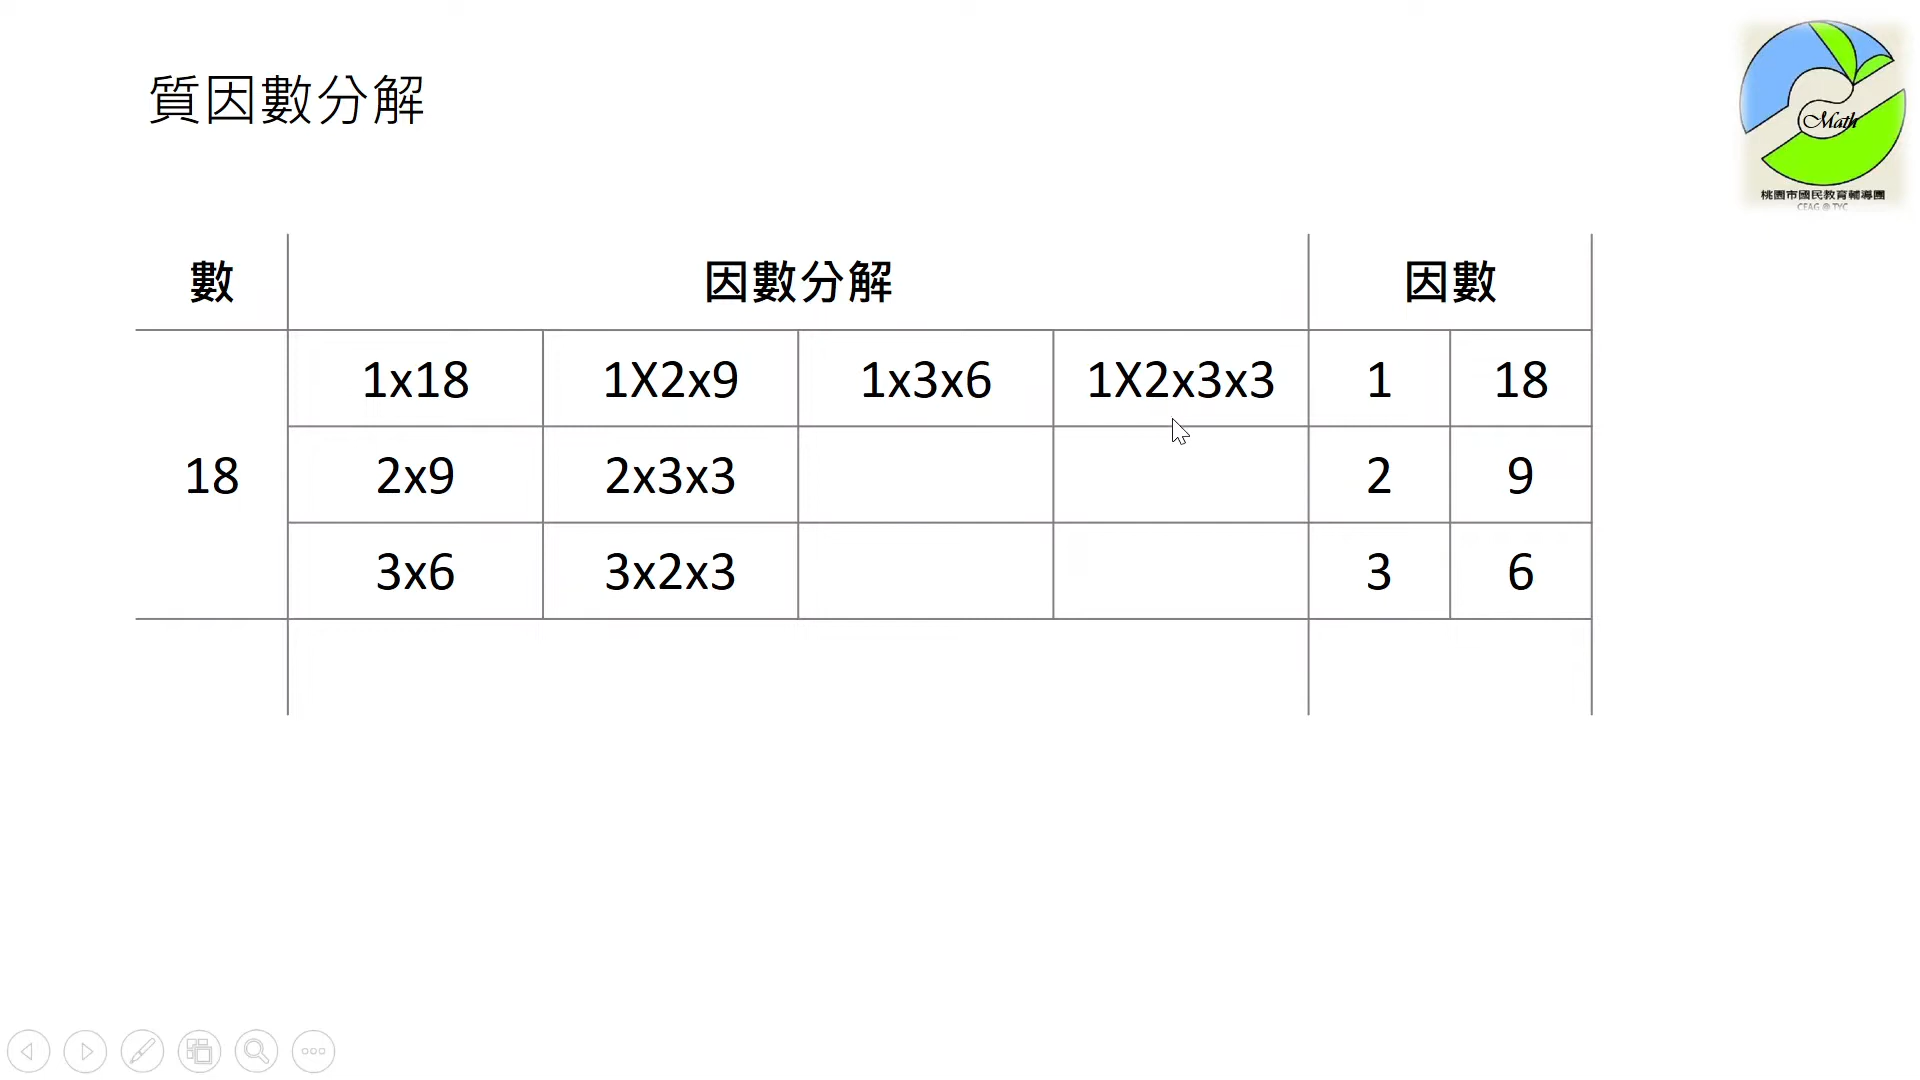 質因數分解
Math
桃園市國民教育輔導團
CEAG @ TYC
數 因數分解 因數
1x18 1X2x9 1x3x6 1X2x3x3 1 18
18 2x9 2x3x3 2 9
3x6 3x2x3 3 6